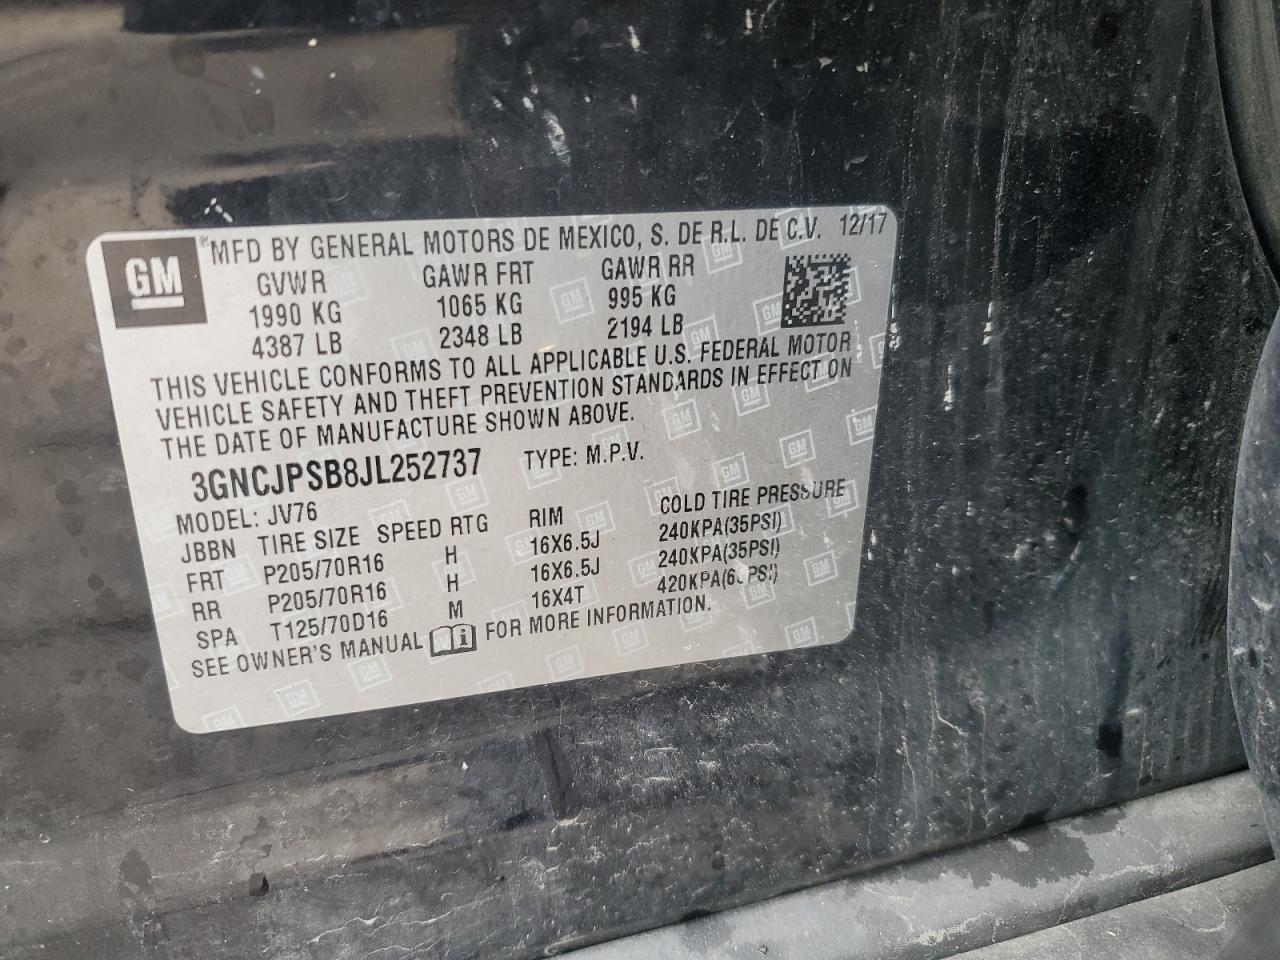 GM
® MFD BY GENERAL MOTORS DE MEXICO, S. DE R.L. DE C.V. 12/17
GVWR GAWR FRT GAWR RR
1990 KG 1065 KG 995 KG
4387 LB 2348 LB 2194 LB
THIS VEHICLE CONFORMS TO ALL APPLICABLE U.S. FEDERAL MOTOR
VEHICLE SAFETY AND THEFT PREVENTION STANDARDS IN EFFECT ON
THE DATE OF MANUFACTURE SHOWN ABOVE.
3GNCJPSB8JL252737 TYPE: M.P.V.
MODEL: JV76
JBBN TIRE SIZE SPEED RTG RIM COLD TIRE PRESSURE
FRT P205/70R16 H 16X6.5J 240KPA(35PSI)
RR P205/70R16 H 16X6.5J 240KPA(35PSI)
SPA T125/70D16 M 16X4T 420KPA(60PSI)
SEE OWNER'S MANUAL FOR MORE INFORMATION.